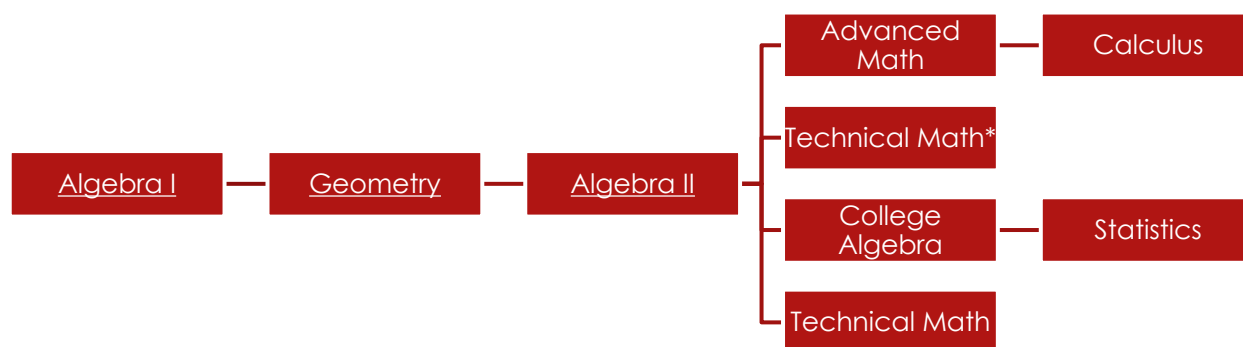 Algebra I
Geometry
Algebra II
Advanced
Math
Calculus
Technical Math*
College
Algebra
Statistics
Technical Math